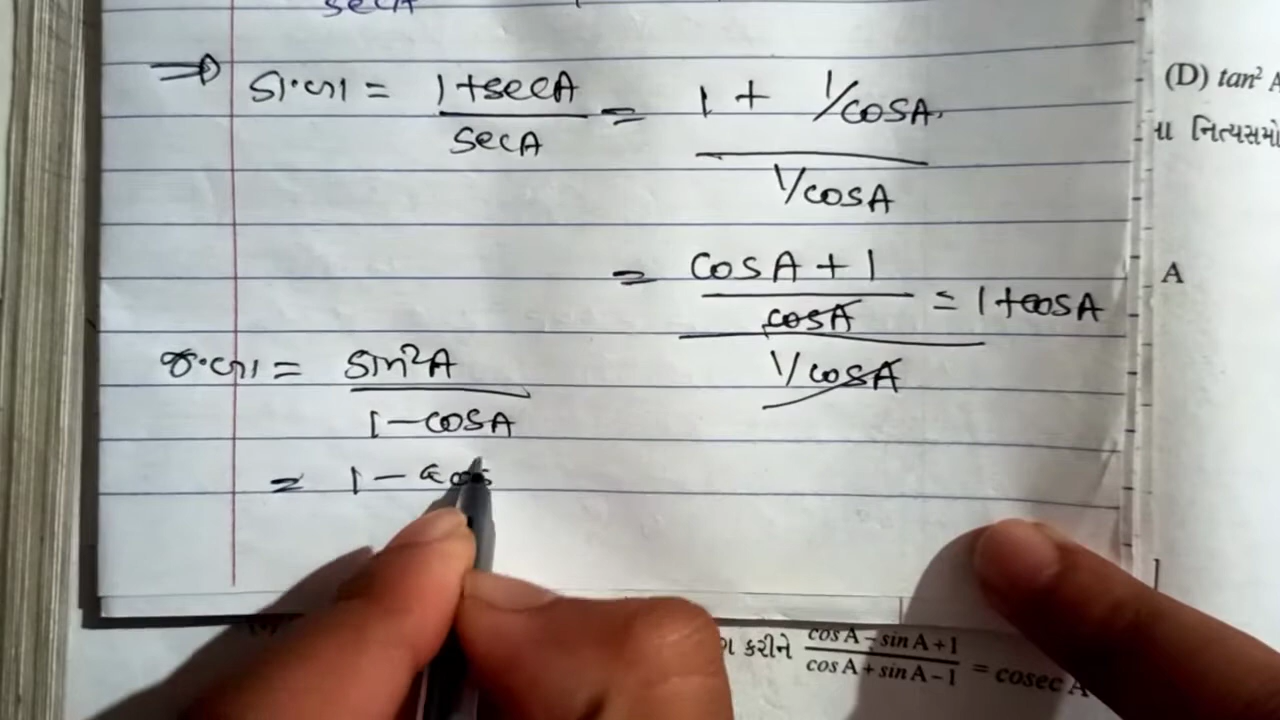 secA
⇒ ડા.બા = 1+secA / secA = 1 + 1/cosA / 1/cosA
= cosA + 1 / cosA / 1/cosA = 1+cosA
જ.બા = sin²A / 1-cosA
= 1 - cos
(D) tan² A
ના નિત્યસમો
A
કરીને cos A - sin A + 1 / cos A + sin A - 1 = cosec A